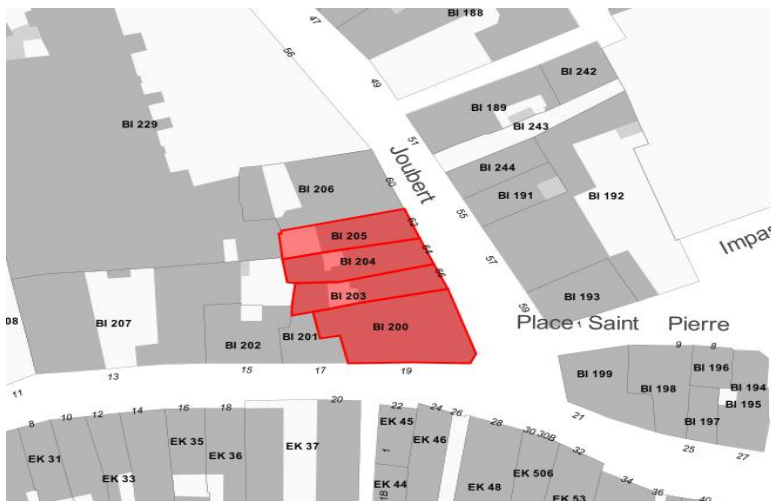 47
BI 188
56
BI 242
49
BI 189
BI 229
BI 243
51
Joubert
BI 244
60
BI 206
BI 191
BI 192
55
BI 205
62
64
Impas
BI 204
57
66
BI 203
BI 193
59
08
BI 207
BI 200
Place
1
Saint
Pierre
BI 201
BI 202
9
8
BI 199
BI 196
13
15
17
19
BI 198
BI 194
11
BI 195
20
22
24
21
16
18
26
BI 197
14
12
10
8
EK 45
28
EK 35
EK 37
EK 46
30
30B
25
27
1
32
EK 31
EK 36
EK 33
EK 506
34
EK 44
EK 48
36
1B
EK 53
40